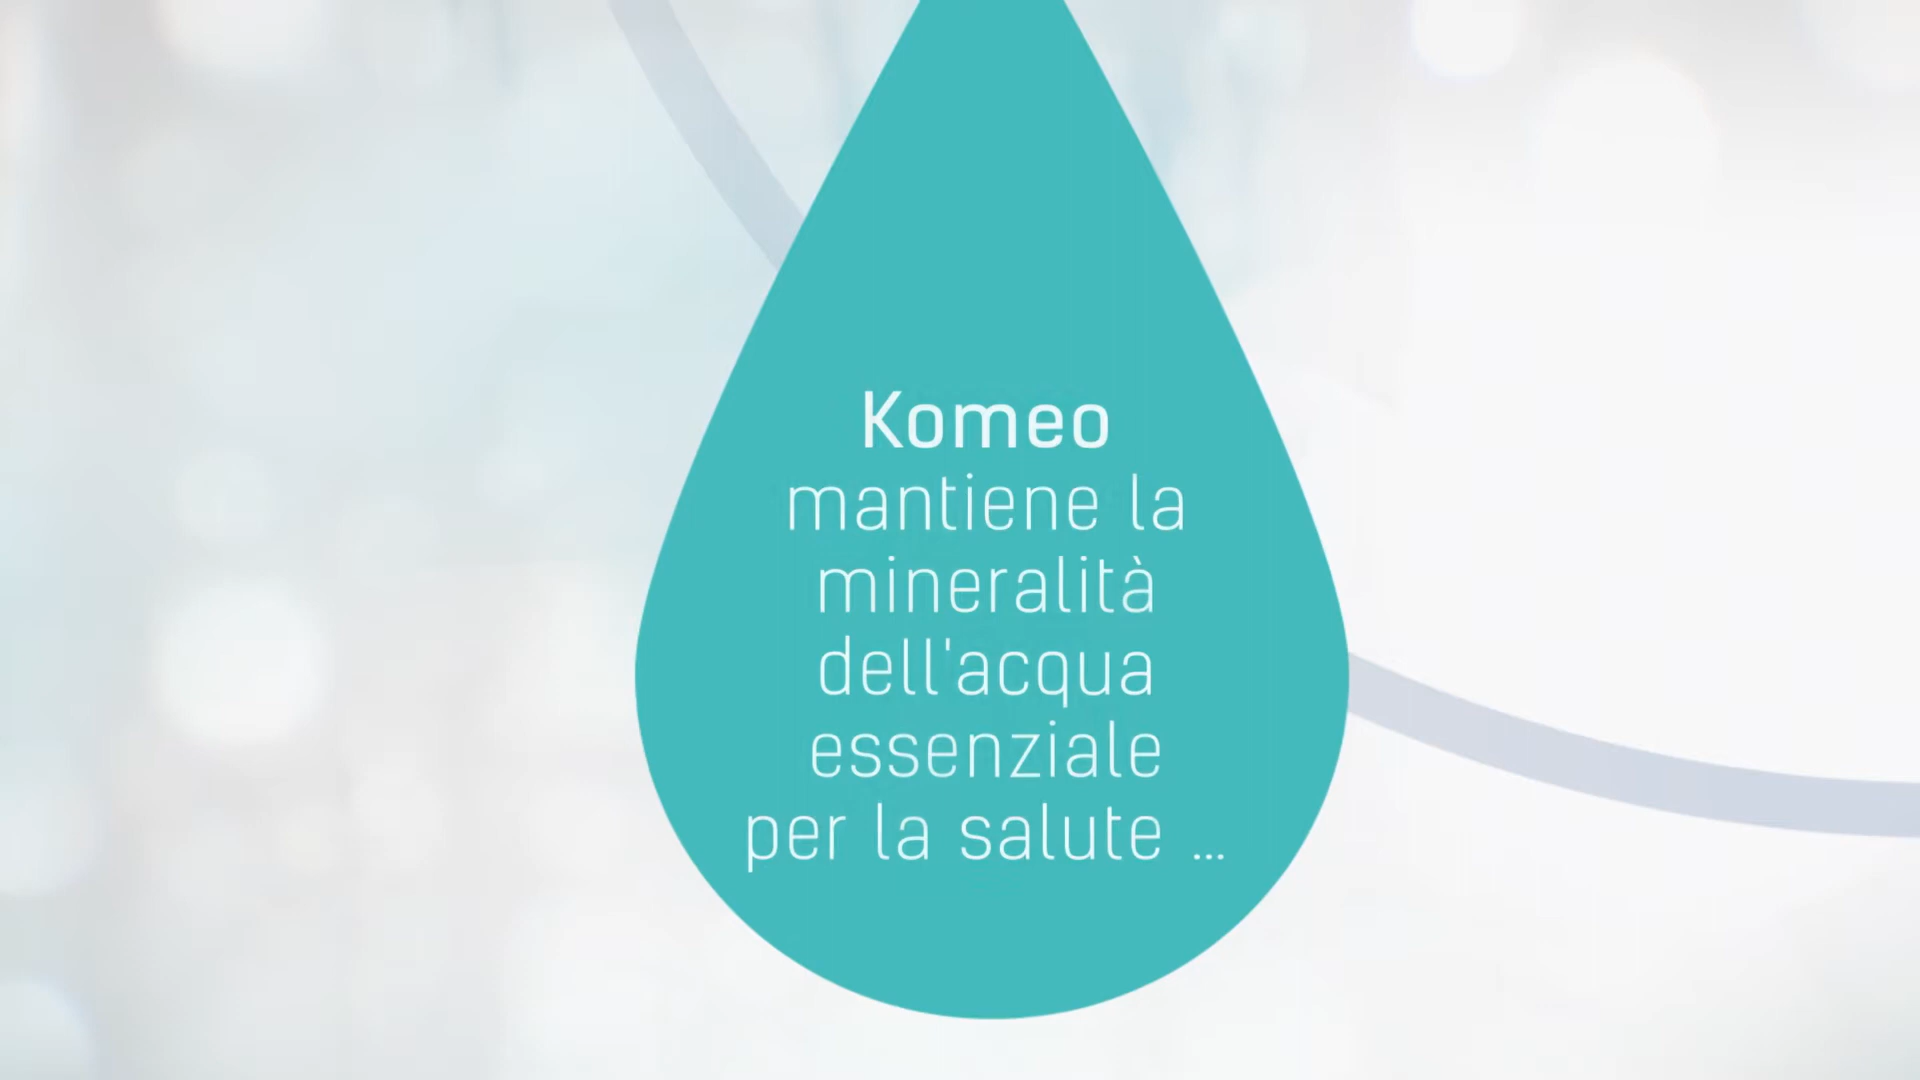 Komeo
mantiene la
mineralità
dell'acqua
essenziale
per la salute ...